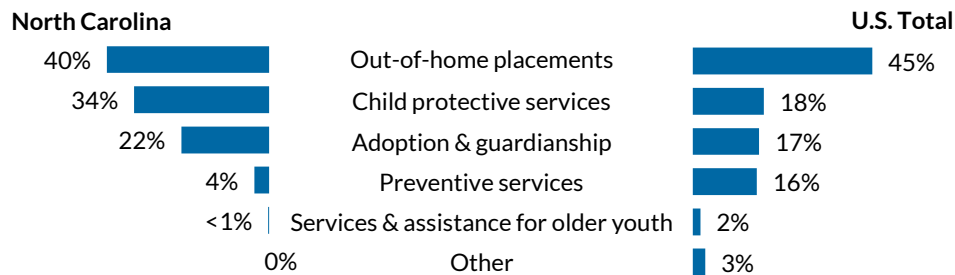 North Carolina U.S. Total
40% Out-of-home placements 45%
34% Child protective services 18%
22% Adoption & guardianship 17%
4% Preventive services 16%
<1% Services & assistance for older youth 2%
0% Other 3%